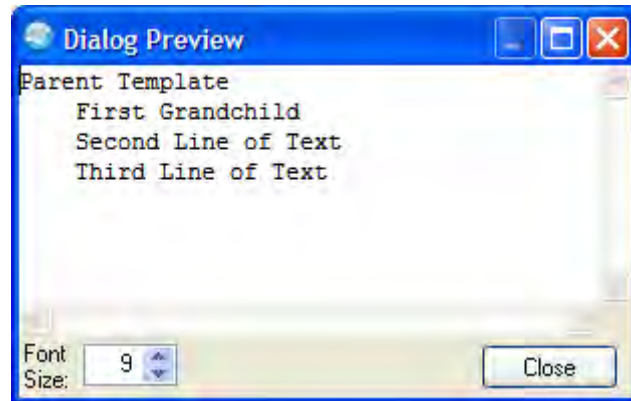 Dialog Preview
Parent Template
First Grandchild
Second Line of Text
Third Line of Text
Font
Size:
9
Close